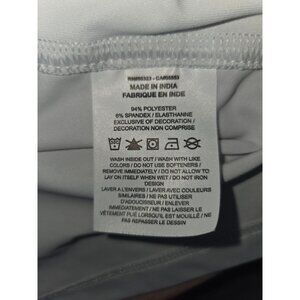 MADE IN INDIA
FABRIQUE EN INDE
94% POLYESTER
6% SPANDEX / ELASTHANNE
EXCLUSIVE OF DECORATION /
DECORATION NON COMPRISE
WASH INSIDE OUT / WASH WITH LIKE
COLORS / DO NOT USE SOFTENERS /
REMOVE IMMEDIATELY / DO NOT ALLOW TO
LAY ON ITSELF WHEN WET / DO NOT IRON
DESIGN
LAVER A L'ENVERS / LAVER AVEC COULEURS
SIMILAIRES / NE PAS UTILISER
D'ADOUCISSEUR / ENLEVER
IMMEDIATEMENT / NE PAS LAISSER LE
VÊTEMENT PLIÉ LORSQU'IL EST MOUILLÉ / NE
PAS REPASSER LE DESSIN